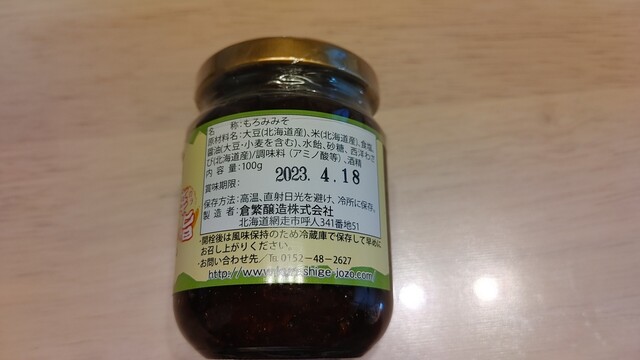 名　称:もろみみそ
原材料名:大豆(北海道産)、米(北海道産)、食塩、
醤油(大豆・小麦を含む)、水飴、砂糖、西洋わさ
び(北海道産)/調味料(アミノ酸等)、酒精
内容量:100g
賞味期限:
2023. 4.18
保存方法:高温、直射日光を避け、冷所に保存。
製造者:倉繁醸造株式会社
北海道網走市呼人341番地51
・開栓後は風味保持のため冷蔵庫で保存して早めに
お召し上がりください。
・お問い合わせ先/℡ 0152-48-2627